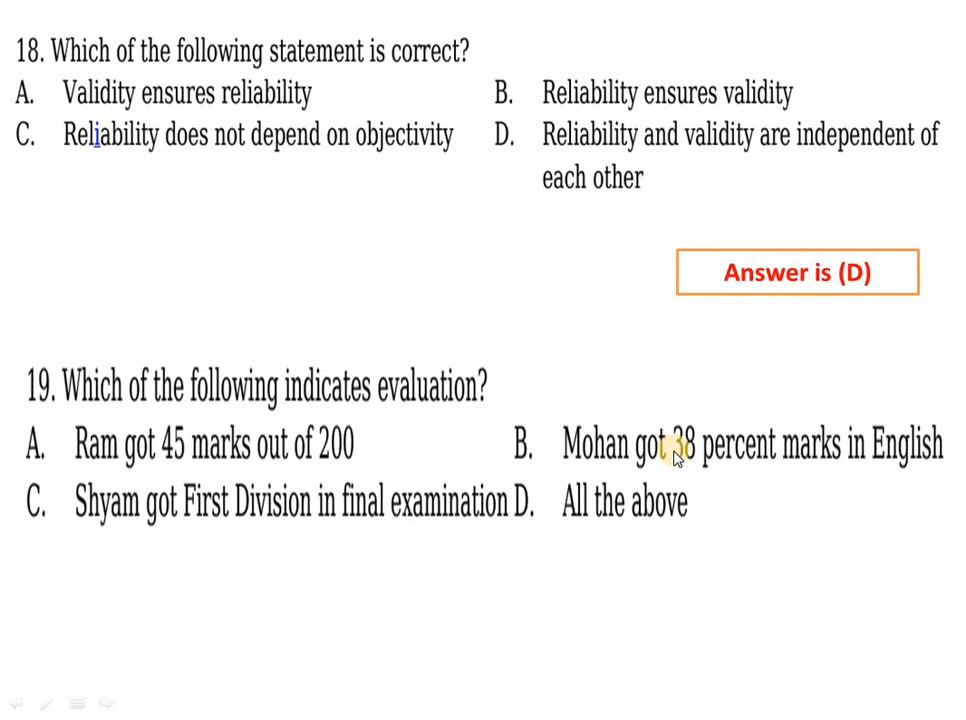 18. Which of the following statement is correct?
A. Validity ensures reliability B. Reliability ensures validity
C. Reliability does not depend on objectivity D. Reliability and validity are independent of
each other
Answer is (D)
19. Which of the following indicates evaluation?
A. Ram got 45 marks out of 200 B. Mohan got 38 percent marks in English
C. Shyam got First Division in final examination D. All the above